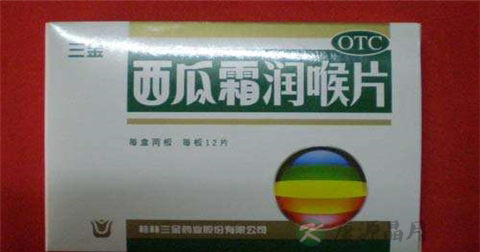 三金
OTC
西瓜霜润喉片
每盒两板 每板12片
桂林三金药业股份有限公司